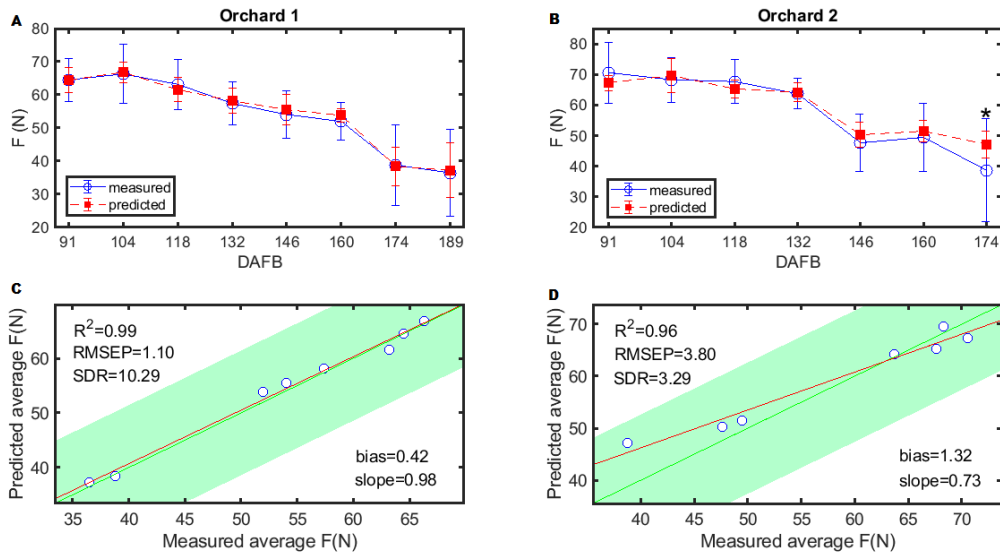 A
Orchard 1
80
70
60
50
40
30
20
F (N)
measured
predicted
91 104 118 132 146 160 174 189
DAFB
B
Orchard 2
80
70
60
50
40
30
20
F (N)
*
measured
predicted
91 104 118 132 146 160 174
DAFB
C
R²=0.99
RMSEP=1.10
SDR=10.29
60
50
40
Predicted average F(N)
bias=0.42
slope=0.98
35 40 45 50 55 60 65
Measured average F(N)
D
R²=0.96
RMSEP=3.80
SDR=3.29
70
60
50
40
Predicted average F(N)
bias=1.32
slope=0.73
40 45 50 55 60 65 70
Measured average F(N)